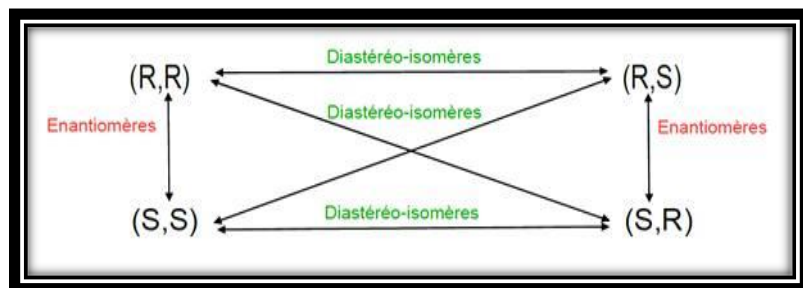 Diastéréo-isomères
(R,R) (R,S)
Diastéréo-isomères
Enantiomères Enantiomères
Diastéréo-isomères
(S,S) (S,R)